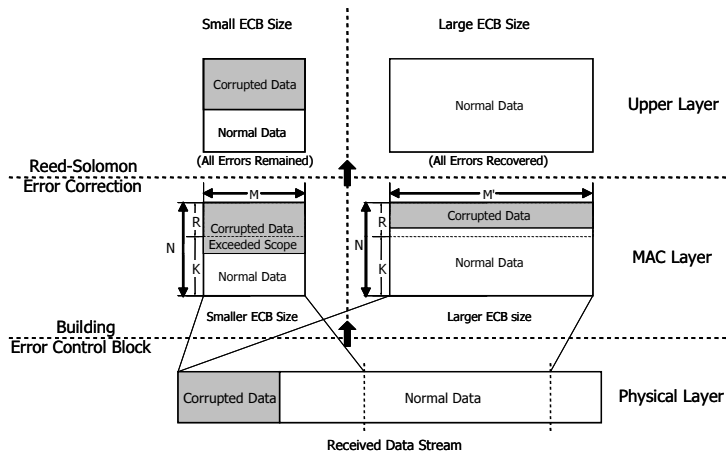 Small ECB Size
Large ECB Size
Corrupted Data
Normal Data
Normal Data
Upper Layer
(All Errors Remained)
(All Errors Recovered)
Reed-Solomon
Error Correction
M
M'
N
R
K
Corrupted Data
Exceeded Scope
Normal Data
N
R
K
Corrupted Data
Normal Data
MAC Layer
Smaller ECB Size
Larger ECB size
Building
Error Control Block
Corrupted Data
Normal Data
Physical Layer
Received Data Stream